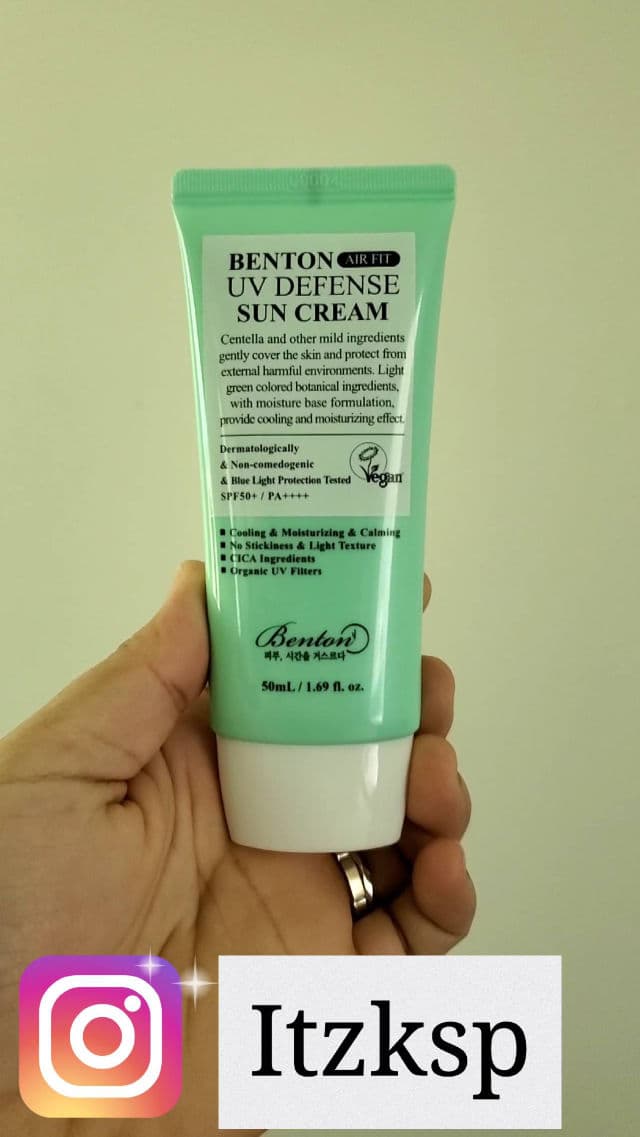 BENTON AIR FIT
UV DEFENSE
SUN CREAM
Centella and other mild ingredients
gently cover the skin and protect from
external harmful environments. Light
green colored botanical ingredients,
with moisture base formulation,
provide cooling and moisturizing effect.
Dermatologically
& Non-comedogenic
& Blue Light Protection Tested
SPF50+ / PA++++
Vegan
Cooling & Moisturizing & Calming
No Stickiness & Light Texture
CICA Ingredients
Organic UV Filters
Benton
피부, 시간을 거스르다
50mL / 1.69 fl. oz.
Itzksp